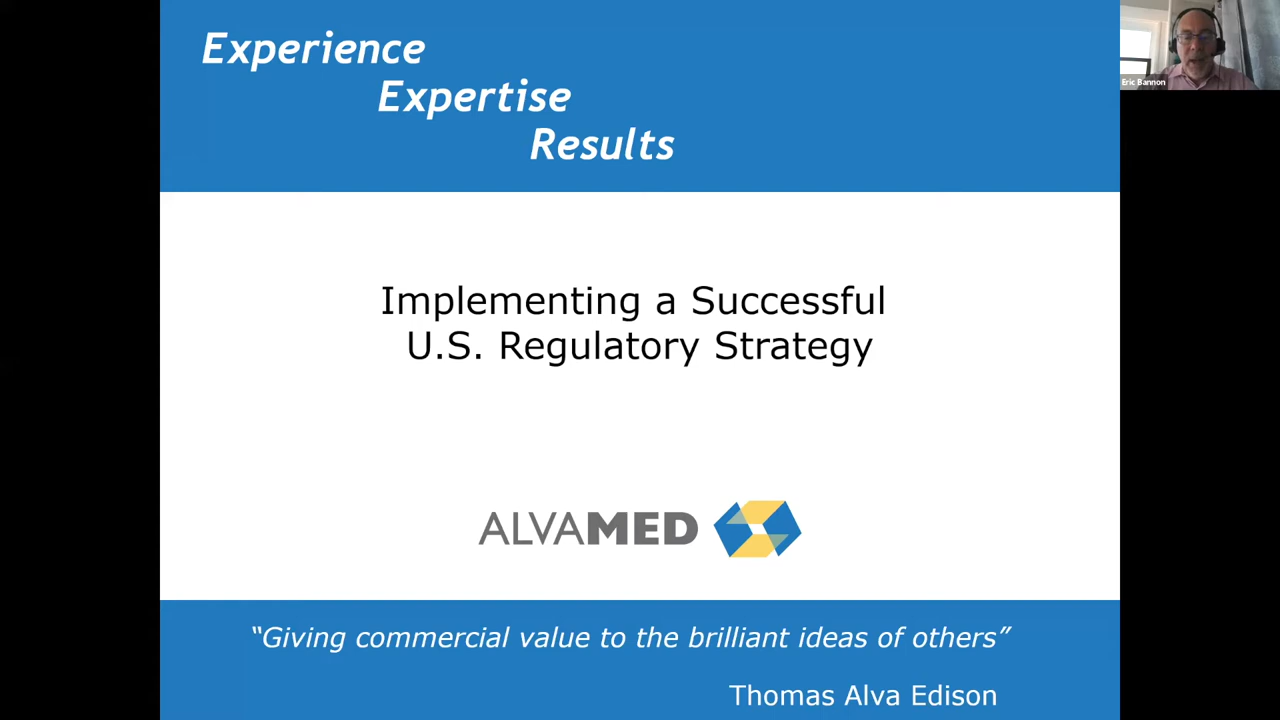 Experience
Expertise
Results
Eric Bannon
Implementing a Successful
U.S. Regulatory Strategy
ALVAMED
“Giving commercial value to the brilliant ideas of others”
Thomas Alva Edison